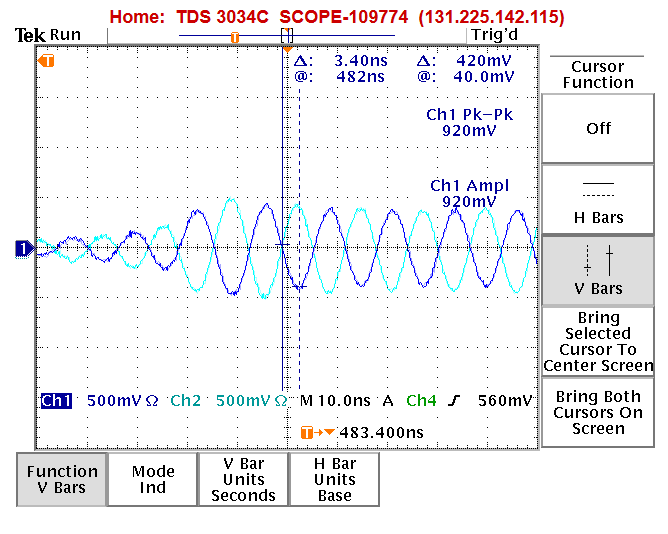 Home: TDS 3034C SCOPE-109774 (131.225.142.115)
Tek Run
T
Trig'd
T
Δ: 3.40ns Δ: 420mV
@: 482ns @: 40.0mV
Ch1 Pk-Pk
920mV
Ch1 Ampl
920mV
1
Ch1 500mVΩ Ch2 500mVΩ M 10.0ns A Ch4 ʃ 560mV
T→▼ 483.400ns
Cursor
Function
Off
H Bars
V Bars
Bring
Selected
Cursor To
Center Screen
Bring Both
Cursors On
Screen
Function
V Bars
Mode
Ind
V Bar
Units
Seconds
H Bar
Units
Base